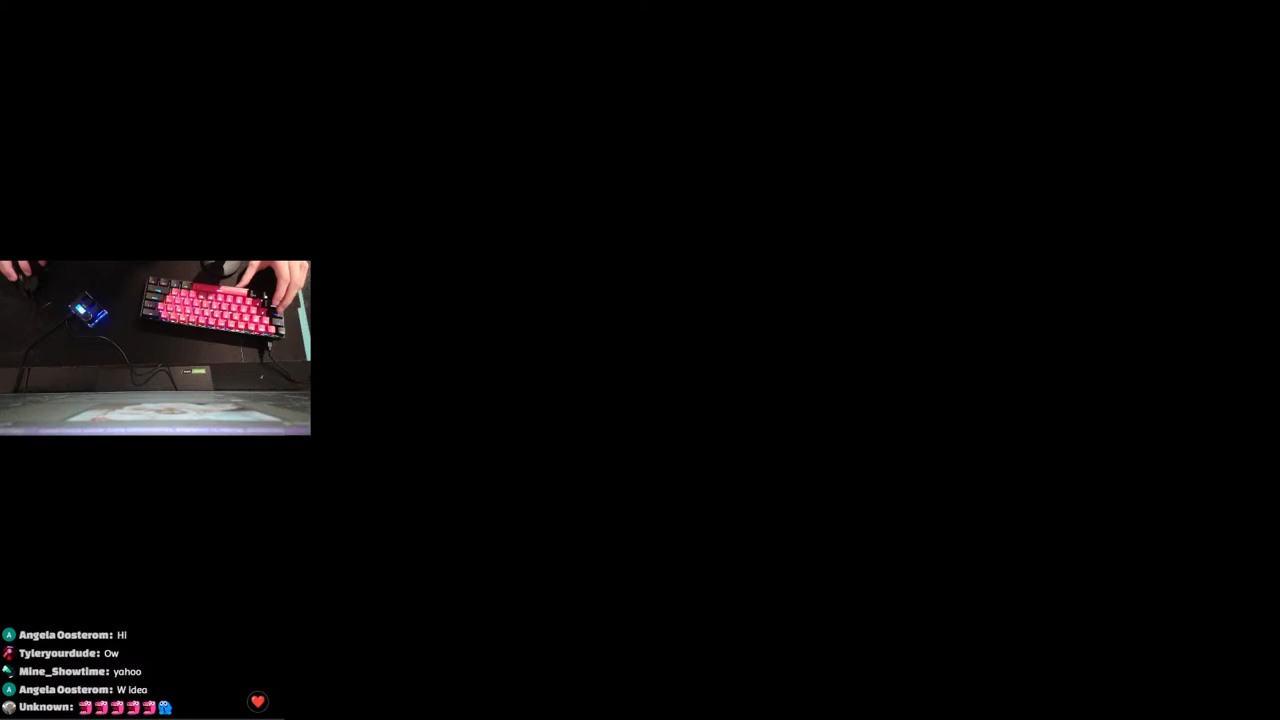 Angela Oosterom: Hi
Tyleryourdude: Ow
Mine_Showtime: yahoo
Angela Oosterom: W idea
Unknown: